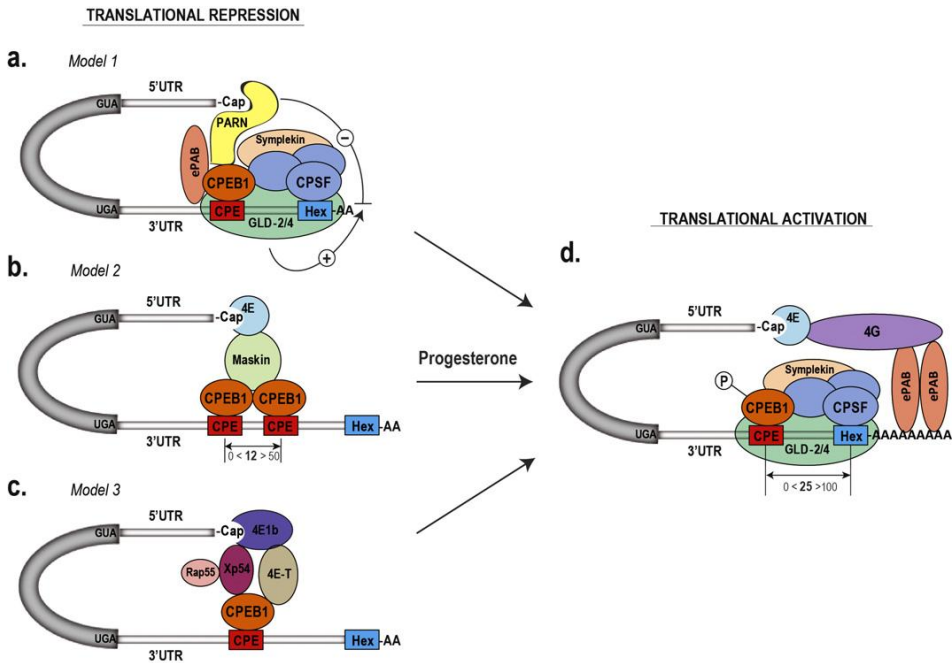 TRANSLATIONAL REPRESSION
a.
Model 1
5'UTR
GUA
-Cap
PARN
ePAB
Symplekin
CPEB1
CPSF
UGA
CPE
Hex
-AA
3'UTR
GLD-2/4
−
+
b.
Model 2
5'UTR
GUA
-Cap
4E
Maskin
CPEB1
CPEB1
UGA
CPE
CPE
Hex
-AA
3'UTR
0 < 12 > 50
c.
Model 3
5'UTR
GUA
-Cap
4E1b
Rap55
Xp54
4E-T
CPEB1
UGA
CPE
Hex
-AA
3'UTR
Progesterone
TRANSLATIONAL ACTIVATION
d.
5'UTR
GUA
-Cap
4E
4G
P
Symplekin
ePAB
ePAB
CPEB1
CPSF
UGA
CPE
Hex
-AAAAAAAAA
3'UTR
GLD-2/4
0 < 25 >100